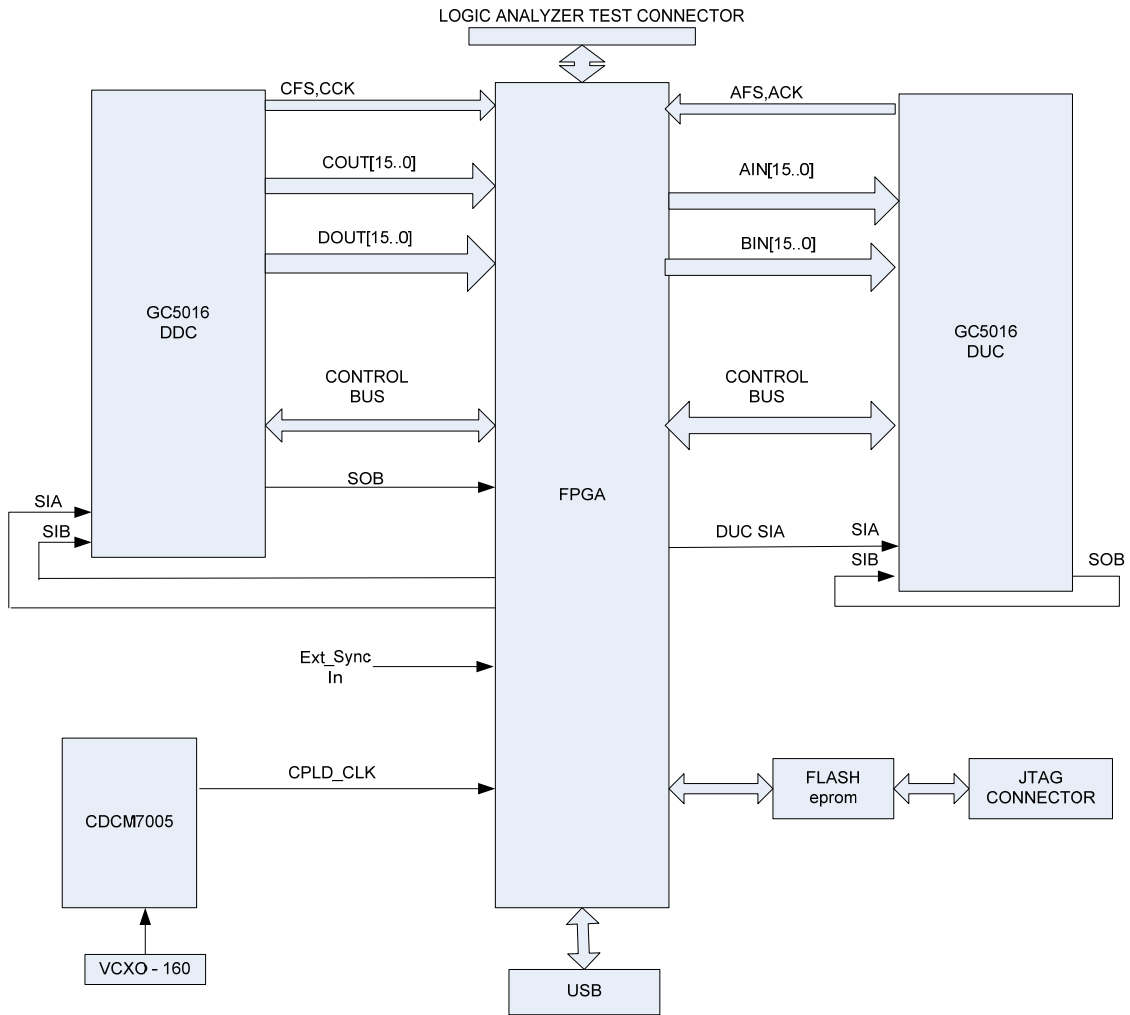 LOGIC ANALYZER TEST CONNECTOR
CFS,CCK
AFS,ACK
COUT[15..0]
AIN[15..0]
DOUT[15..0]
BIN[15..0]
GC5016
DDC
GC5016
DUC
CONTROL
BUS
CONTROL
BUS
SOB
FPGA
SIA
SIB
DUC SIA
SIA
SIB
SOB
Ext_Sync
In
CPLD_CLK
CDCM7005
FLASH
eprom
JTAG
CONNECTOR
VCXO - 160
USB